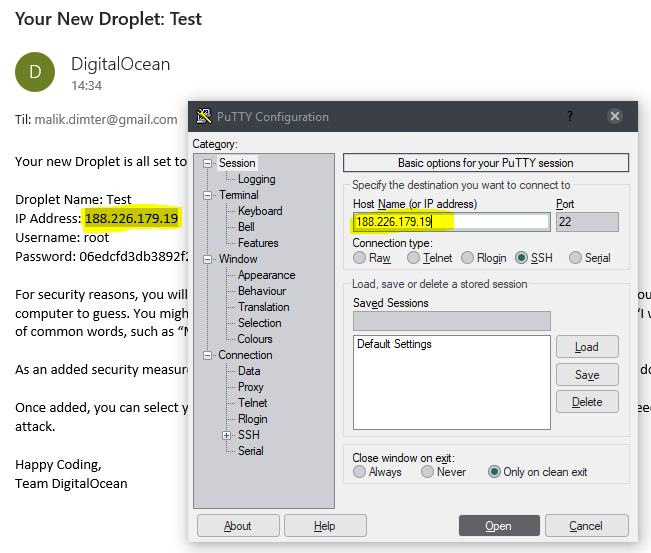 Your New Droplet: Test
D
DigitalOcean
14:34
Til: malik.dimter@gmail.com
Your new Droplet is all set to
Droplet Name: Test
IP Address: 188.226.179.19
Username: root
Password: 06edcfd3db3892f2
For security reasons, you will
computer to guess. You migh
of common words, such as "M
As an added security measur
Once added, you can select y
attack.
Happy Coding,
Team DigitalOcean
PuTTY Configuration
?
Category:
Session
Logging
Terminal
Keyboard
Bell
Features
Window
Appearance
Behaviour
Translation
Selection
Colours
Connection
Data
Proxy
Telnet
Rlogin
SSH
Serial
Basic options for your PuTTY session
Specify the destination you want to connect to
Host Name (or IP address) Port
188.226.179.19 22
Connection type:
Raw Telnet Rlogin SSH Serial
Load, save or delete a stored session
Saved Sessions
Default Settings
Load
Save
Delete
Close window on exit:
Always Never Only on clean exit
About Help Open Cancel